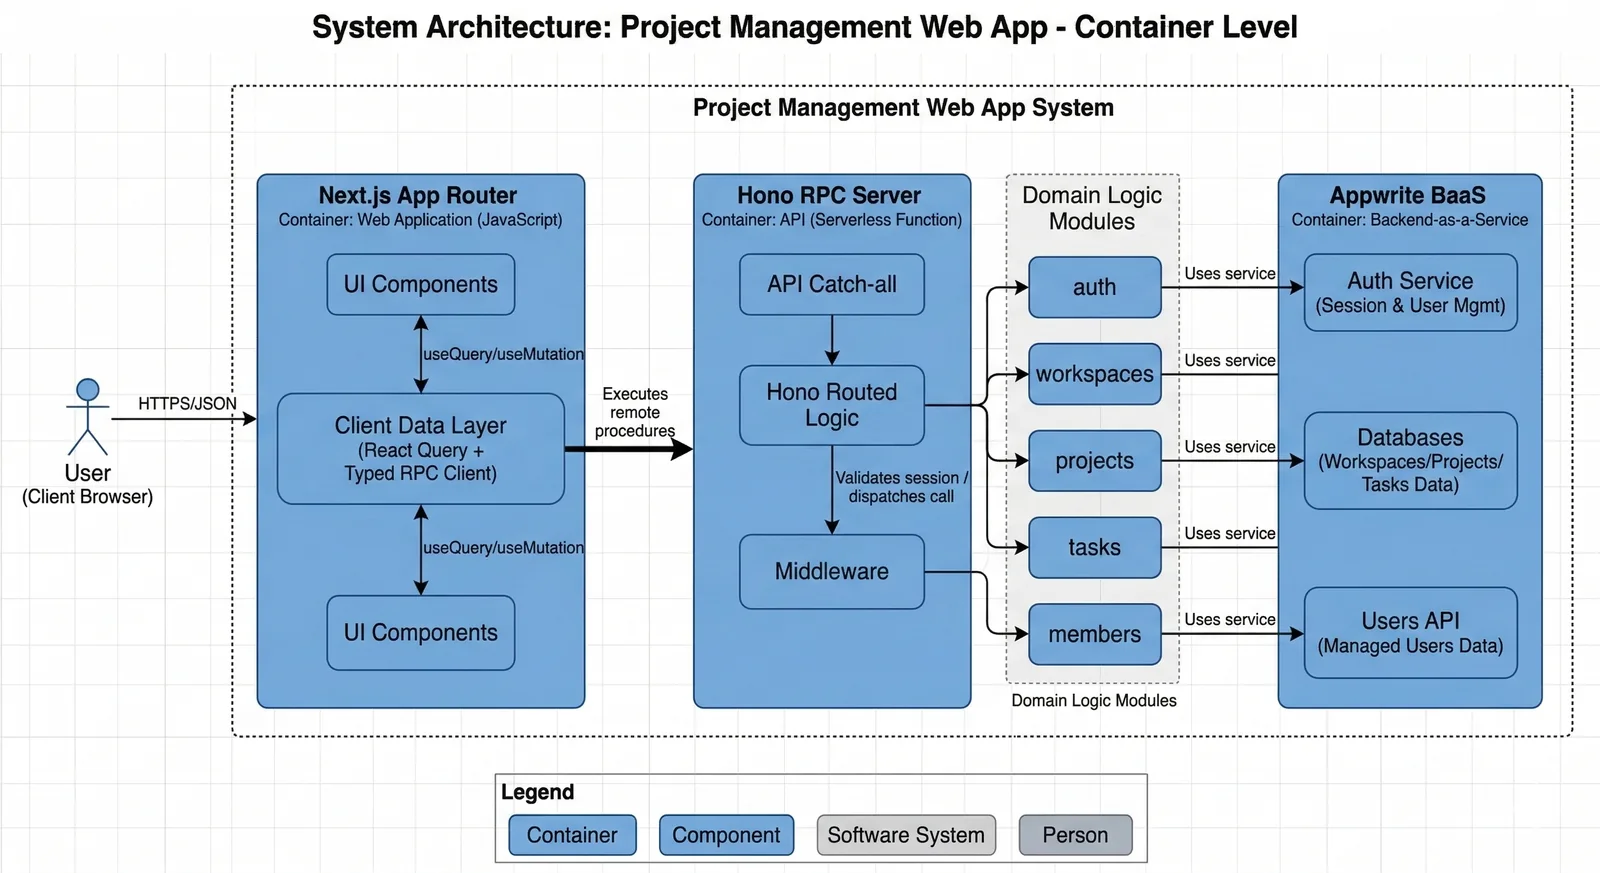 System Architecture: Project Management Web App - Container Level
Project Management Web App System
User
(Client Browser)
HTTPS/JSON
Next.js App Router
Container: Web Application (JavaScript)
UI Components
useQuery/useMutation
Client Data Layer
(React Query +
Typed RPC Client)
useQuery/useMutation
UI Components
Executes
remote
procedures
Hono RPC Server
Container: API (Serverless Function)
API Catch-all
Hono Routed
Logic
Validates session /
dispatches call
Middleware
Domain Logic
Modules
auth
workspaces
projects
tasks
members
Domain Logic Modules
Uses service
Uses service
Uses service
Uses service
Uses service
Appwrite BaaS
Container: Backend-as-a-Service
Auth Service
(Session & User Mgmt)
Databases
(Workspaces/Projects/
Tasks Data)
Users API
(Managed Users Data)
Legend
Container
Component
Software System
Person